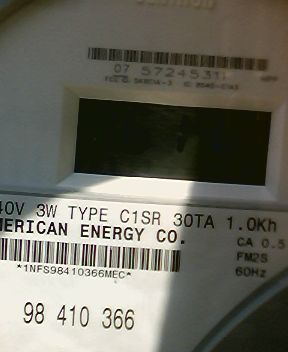 07 57245311
40V 3W TYPE C1SR 30TA 1.0Kh
MERICAN ENERGY CO.
CA 0.5
FM2S
*1NFS98410366MEC*
60Hz
98 410 366